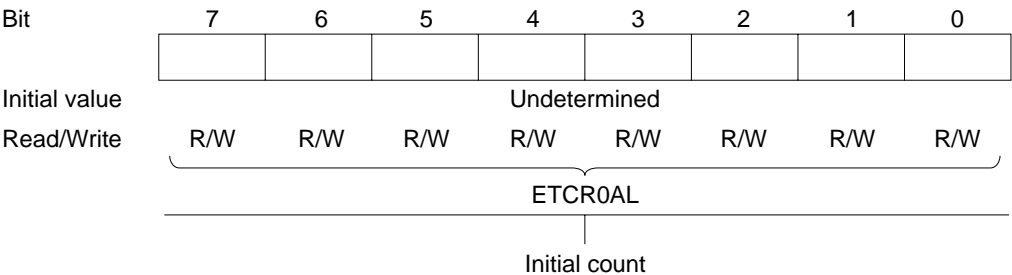 Bit 7 6 5 4 3 2 1 0
Initial value Undetermined
Read/Write R/W R/W R/W R/W R/W R/W R/W R/W
ETCR0AL
Initial count